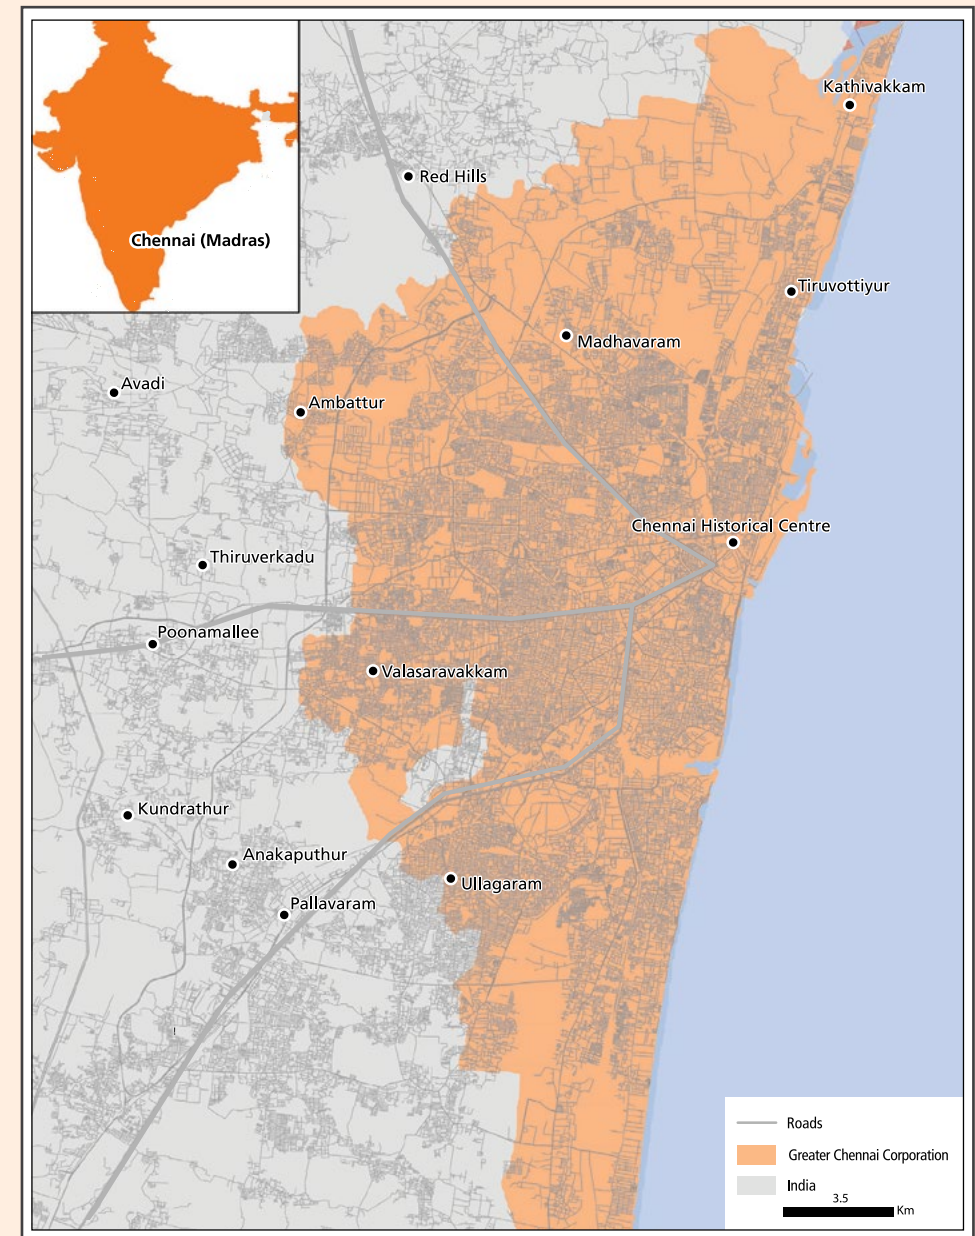 Kathivakkam
Red Hills
Chennai (Madras)
Tiruvottiyur
Madhavaram
Avadi
Ambattur
Chennai Historical Centre
Thiruverkadu
Poonamallee
Valasaravakkam
Kundrathur
Anakaputhur
Ullagaram
Pallavaram
Roads
Greater Chennai Corporation
India
3.5
Km